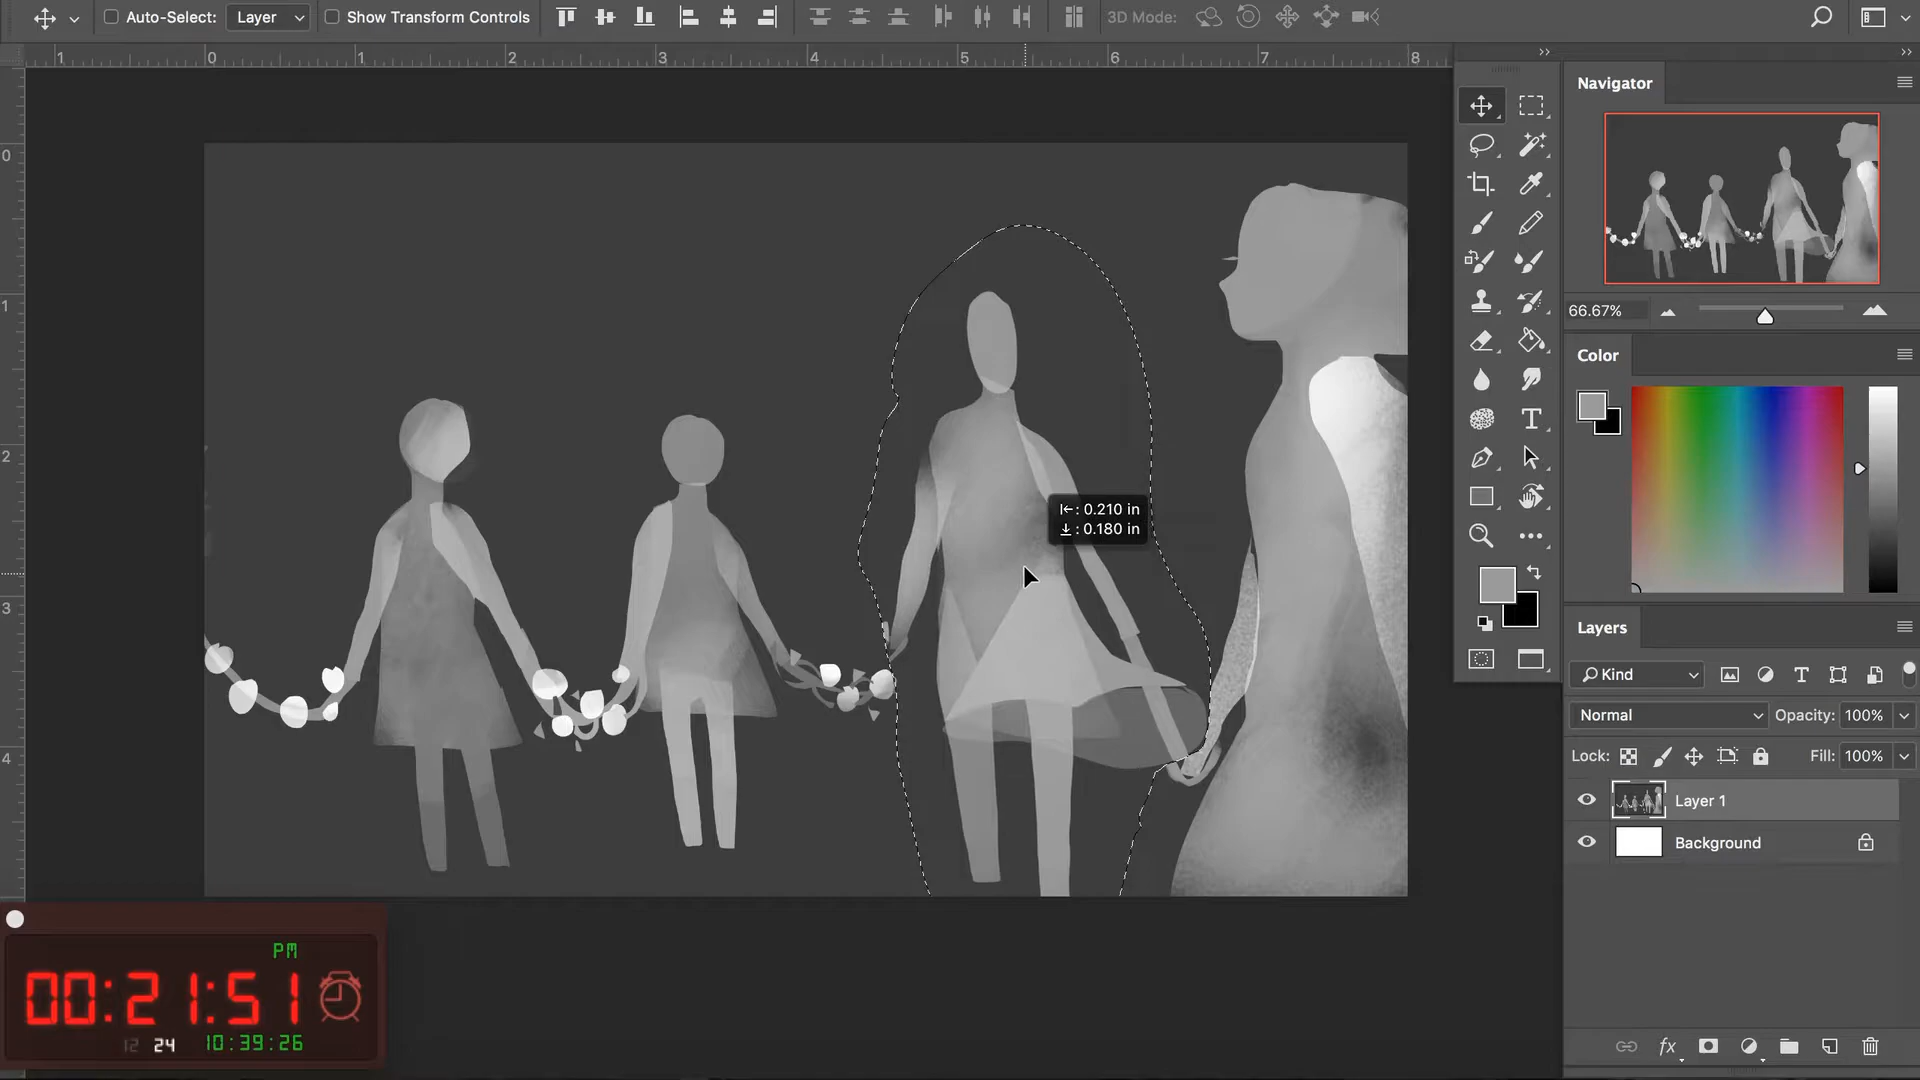 Auto-Select: Layer Show Transform Controls 3D Mode:
1 0 1 2 3 4 5 6 7 8
0
1
2
3
4
Navigator
66.67%
Color
Layers
Kind
Normal Opacity: 100%
Lock: Fill: 100%
Layer 1
Background
fx
: 0.210 in
: 0.180 in
PM
00:21:51
12 24 10:39:26